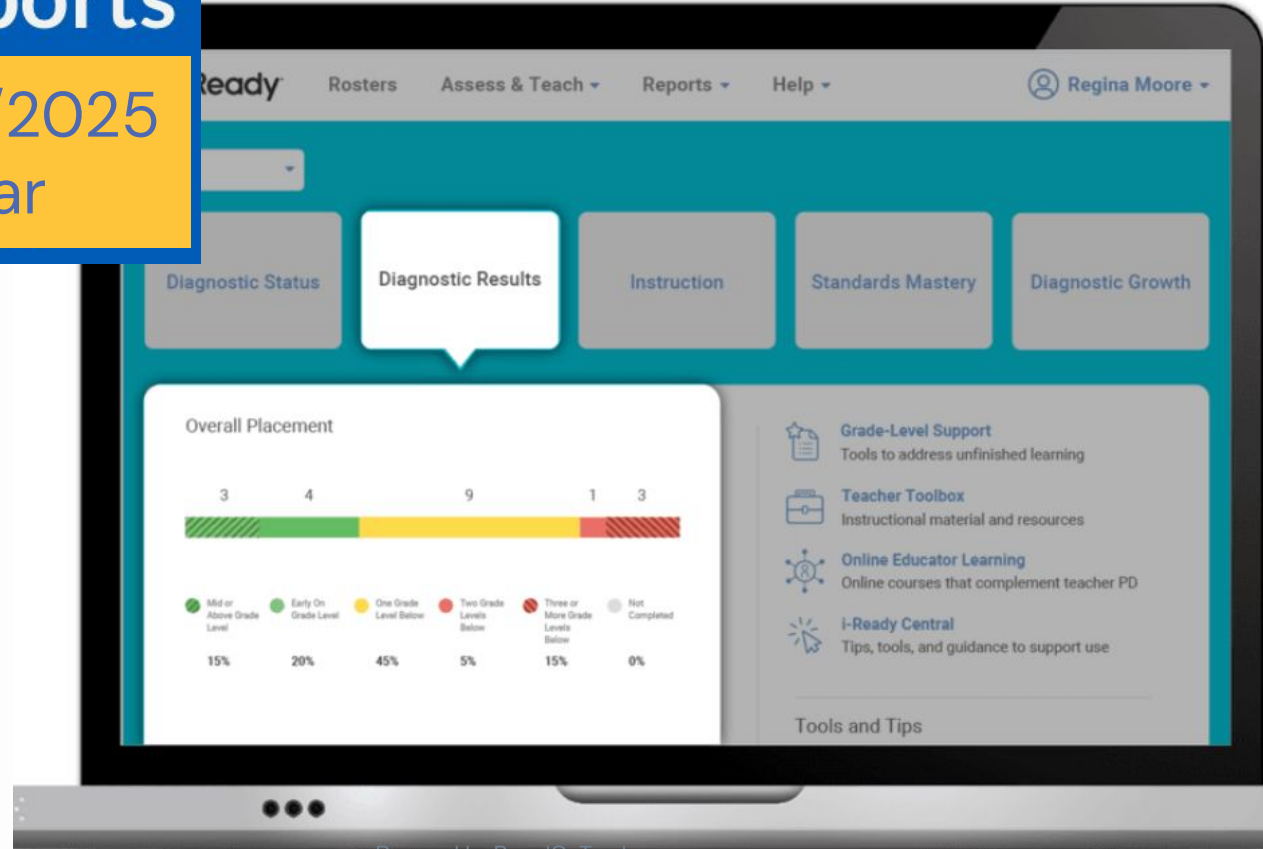 ports
/2025
ar
Ready
Rosters
Assess & Teach
Reports
Help
Regina Moore
Diagnostic Status
Diagnostic Results
Instruction
Standards Mastery
Diagnostic Growth
Overall Placement
3 4 9 1 3
Mid or
Above Grade
Level
15%
Early On
Grade Level
20%
One Grade
Level Below
45%
Two Grade
Levels
Below
5%
Three or
More Grade
Levels
Below
15%
Not
Completed
0%
Grade-Level Support
Tools to address unfinished learning
Teacher Toolbox
Instructional material and resources
Online Educator Learning
Online courses that complement teacher PD
i-Ready Central
Tips, tools, and guidance to support use
Tools and Tips